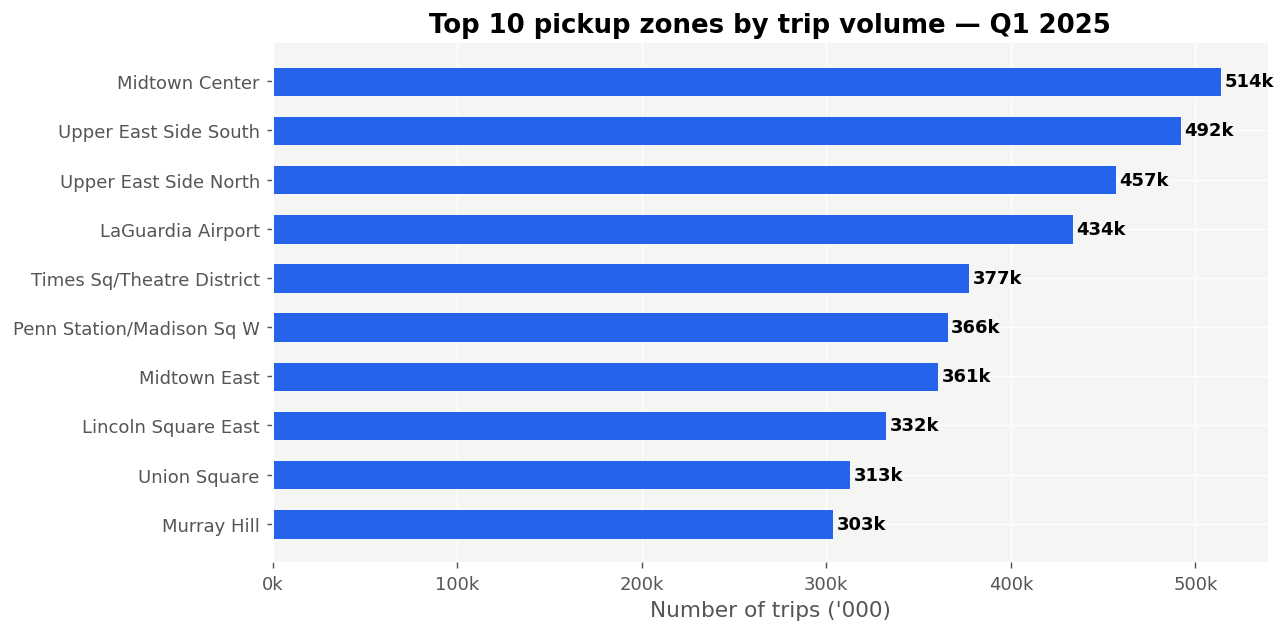 Top 10 pickup zones by trip volume — Q1 2025
Midtown Center 514k
Upper East Side South 492k
Upper East Side North 457k
LaGuardia Airport 434k
Times Sq/Theatre District 377k
Penn Station/Madison Sq W 366k
Midtown East 361k
Lincoln Square East 332k
Union Square 313k
Murray Hill 303k
0k 100k 200k 300k 400k 500k
Number of trips ('000)